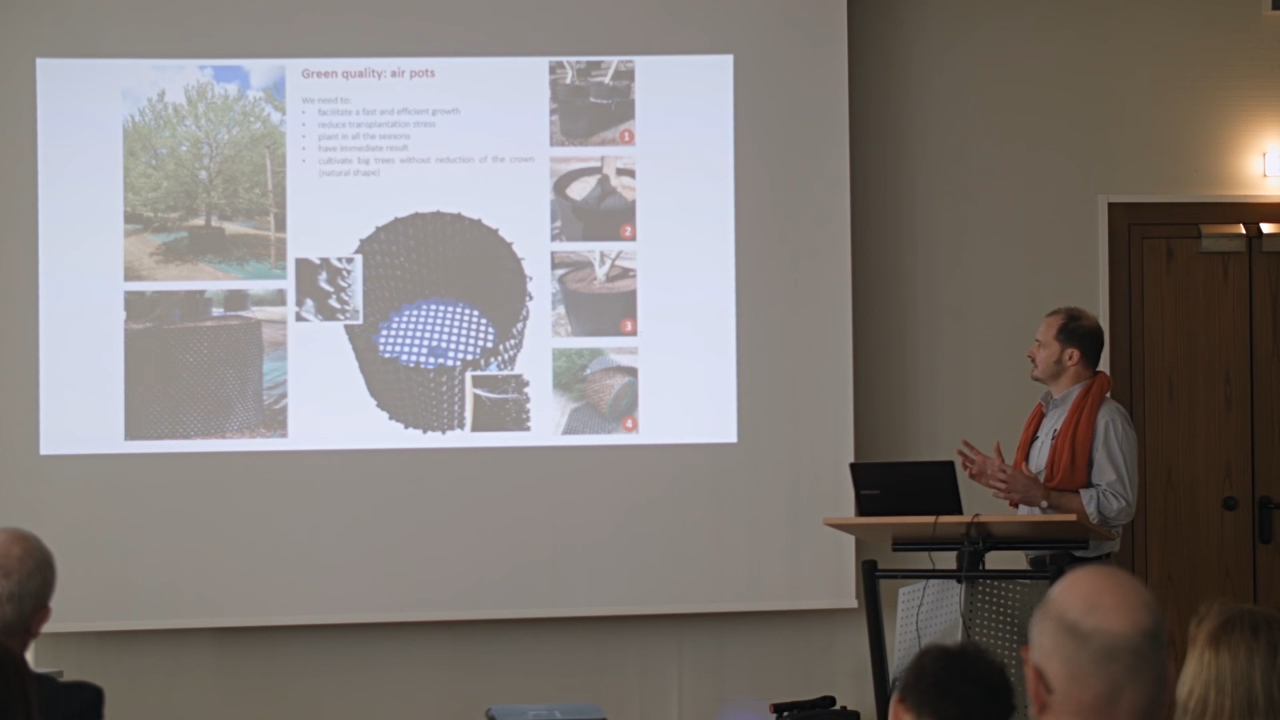 Green quality: air pots
We need to:
• facilitate a fast and efficient growth
• reduce transplantation stress
• plant in all the seasons
• have immediate result
• cultivate big trees without reduction of the crown
(natural shape)
1
2
3
4